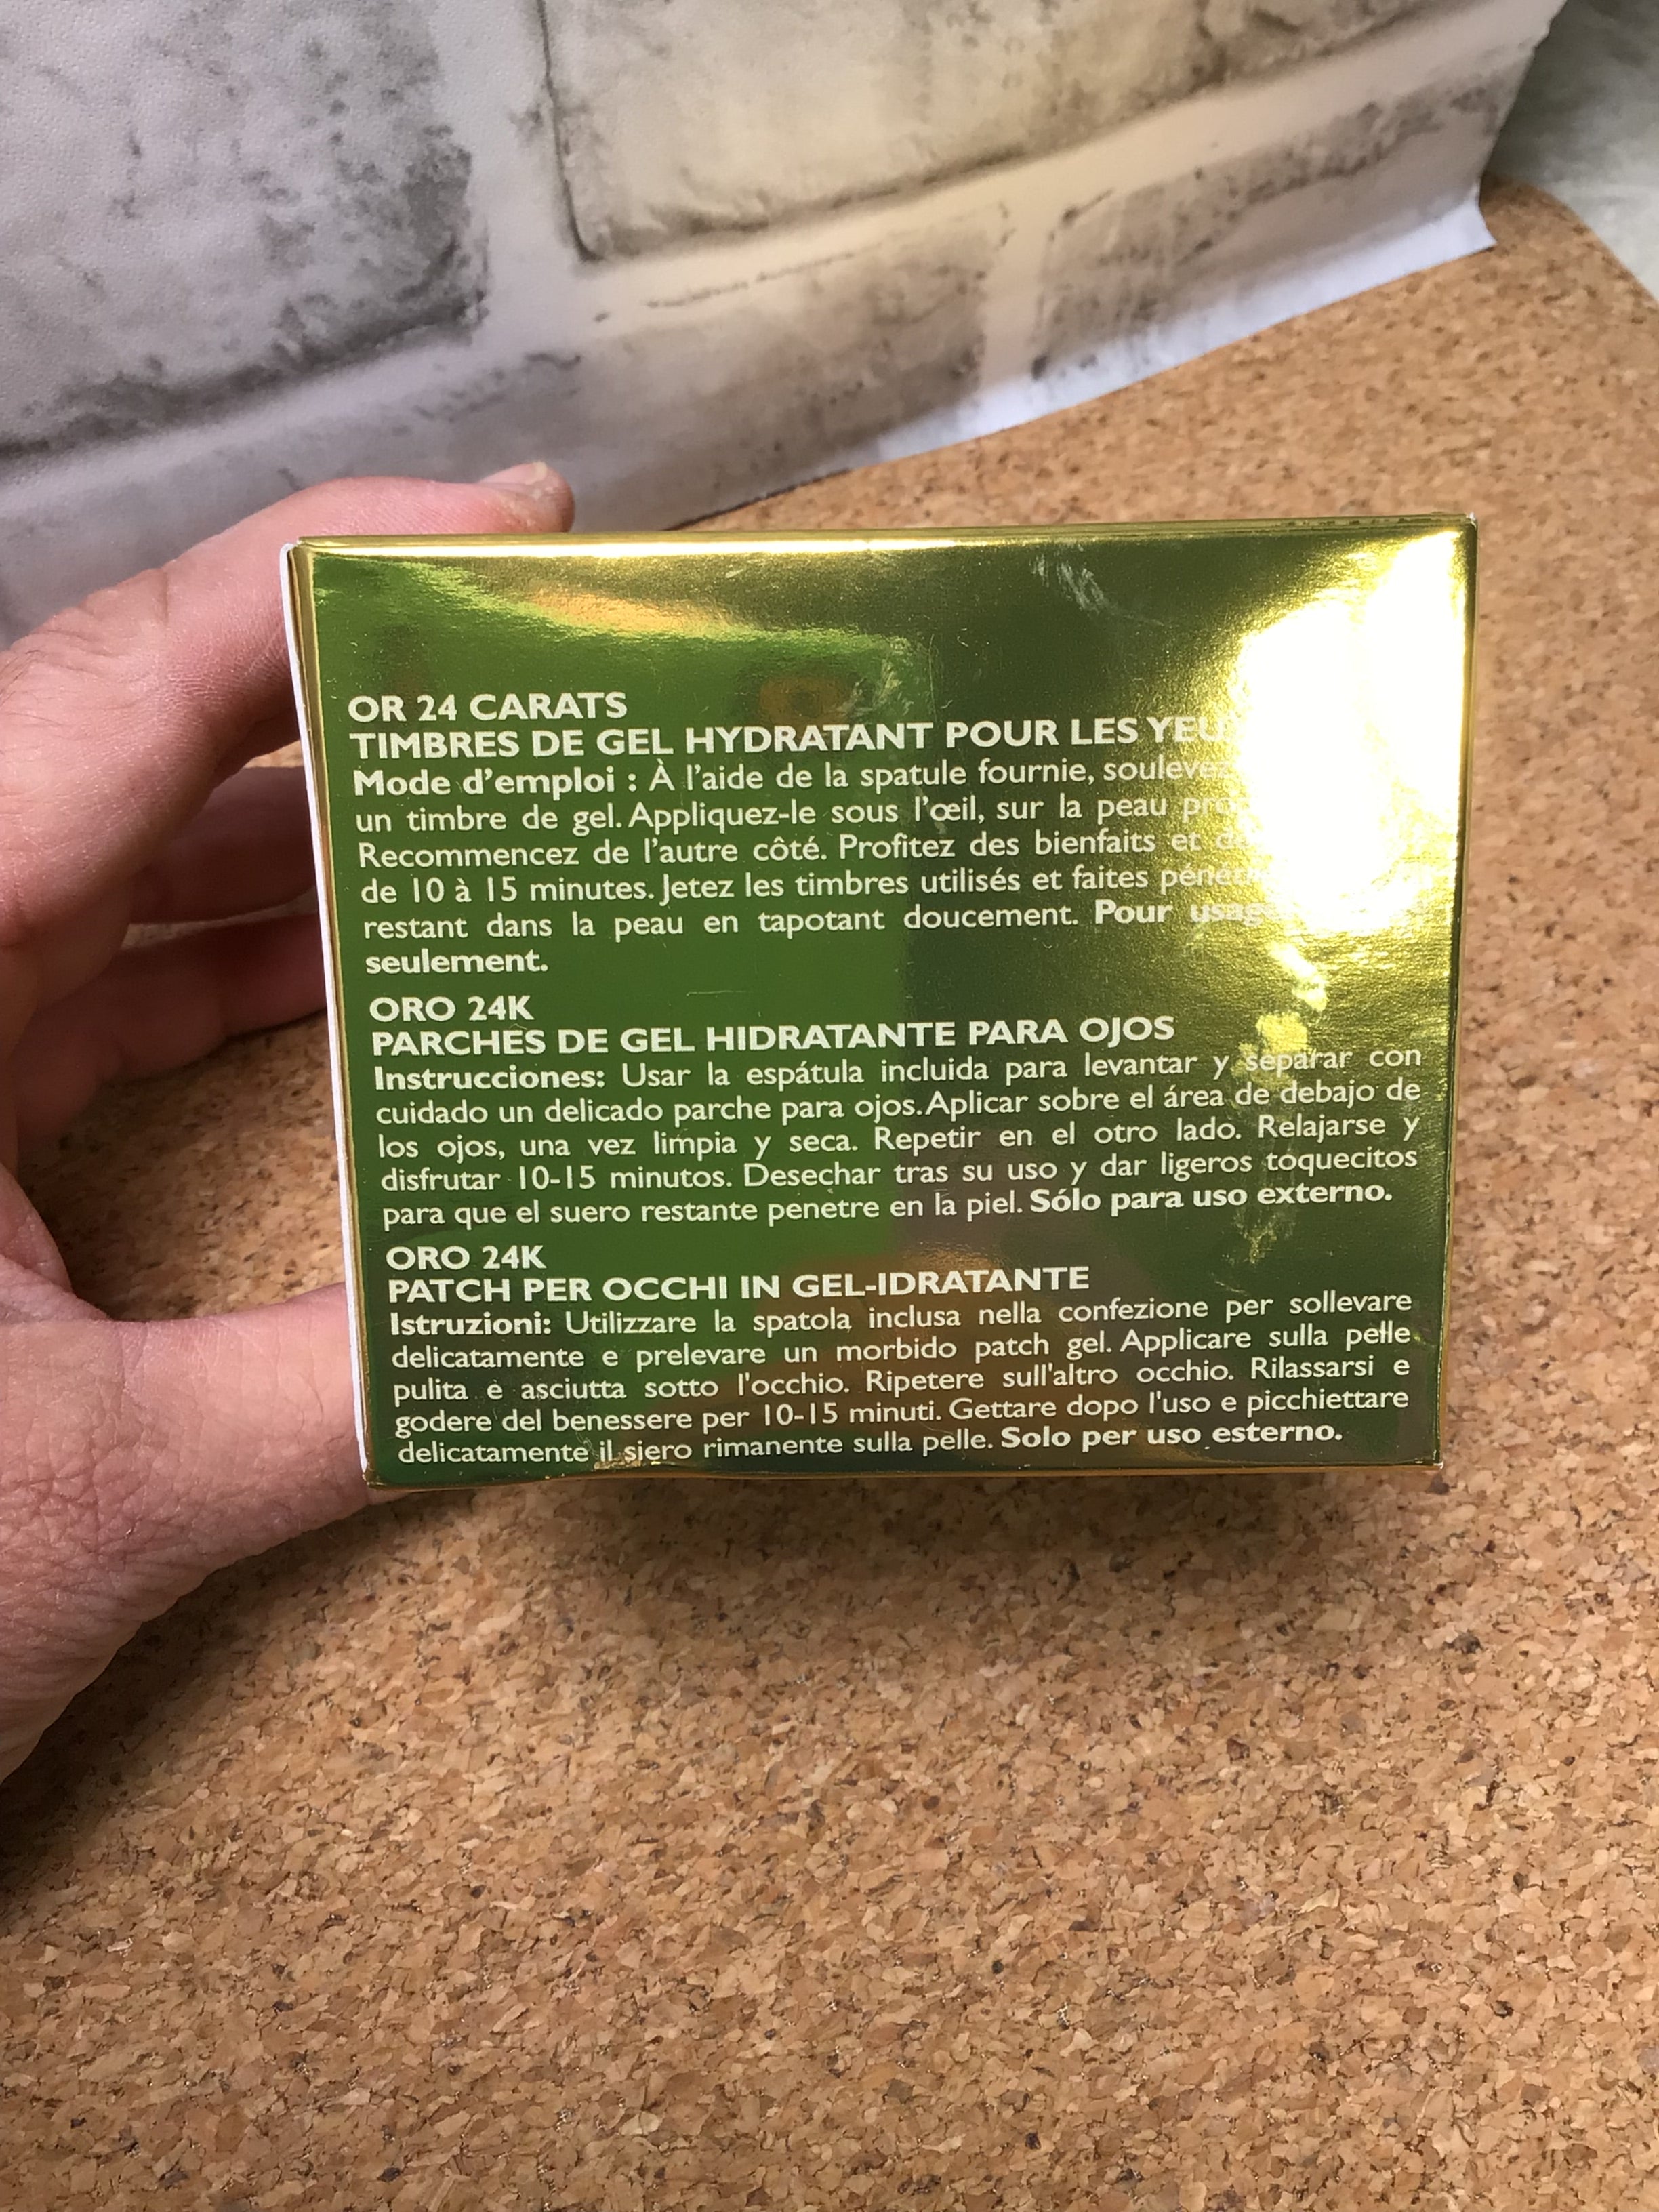 OR 24 CARATS
TIMBRES DE GEL HYDRATANT POUR LES
Mode d'emploi : À l'aide de la spatule fournie, soulevez
un timbre de gel. Appliquez-le sous l'œil, sur la peau
Recommencez de l'autre côté. Profitez des bienfaits et
de 10 à 15 minutes. Jetez les timbres utilisés et faites
restant dans la peau en tapotant doucement. Pour
seulement.
ORO 24K
PARCHES DE GEL HIDRATANTE PARA OJOS
Instrucciones: Usar la espátula incluida para levantar y separar con
cuidado un delicado parche para ojos. Aplicar sobre el área de debajo de
los ojos, una vez limpia y seca. Repetir en el otro lado. Relajarse y
disfrutar 10-15 minutos. Desechar tras su uso y dar ligeros toquecitos
para que el suero restante penetre en la piel. Sólo para uso externo.
ORO 24K
PATCH PER OCCHI IN GEL-IDRATANTE
Istruzioni: Utilizzare la spatola inclusa nella confezione per sollevare
delicatamente e prelevare un morbido patch gel. Applicare sulla pelle
pulita e asciutta sotto l'occhio. Ripetere sull'altro occhio. Rilassarsi e
godere del benessere per 10-15 minuti. Gettare dopo l'uso e picchiettare
delicatamente il siero rimanente sulla pelle. Solo per uso esterno.